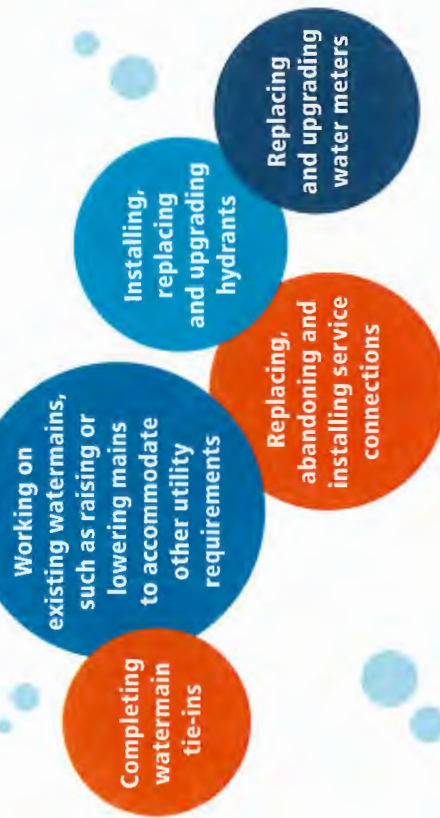 Completing
watermain
tie-ins
Working on
existing watermains,
such as raising or
lowering mains
to accommodate
other utility
requirements
Replacing,
abandoning and
installing service
connections
Installing,
replacing
and upgrading
hydrants
Replacing
and upgrading
water meters